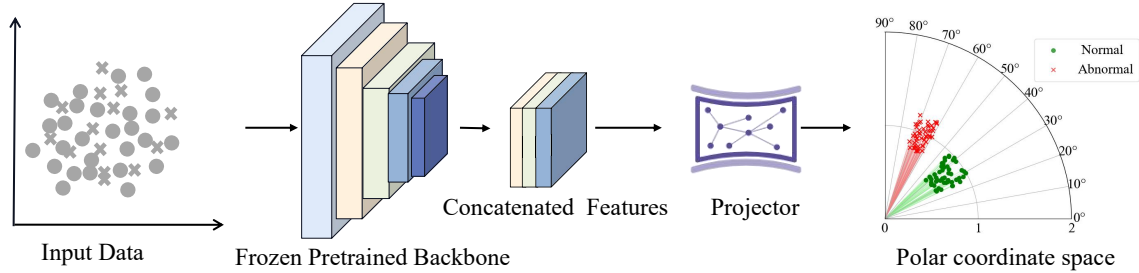 90°
80°
70°
60°
50°
40°
30°
20°
10°
0°
0
1
2
Normal
Abnormal
Input Data
Frozen Pretrained Backbone
Concatenated Features
Projector
Polar coordinate space